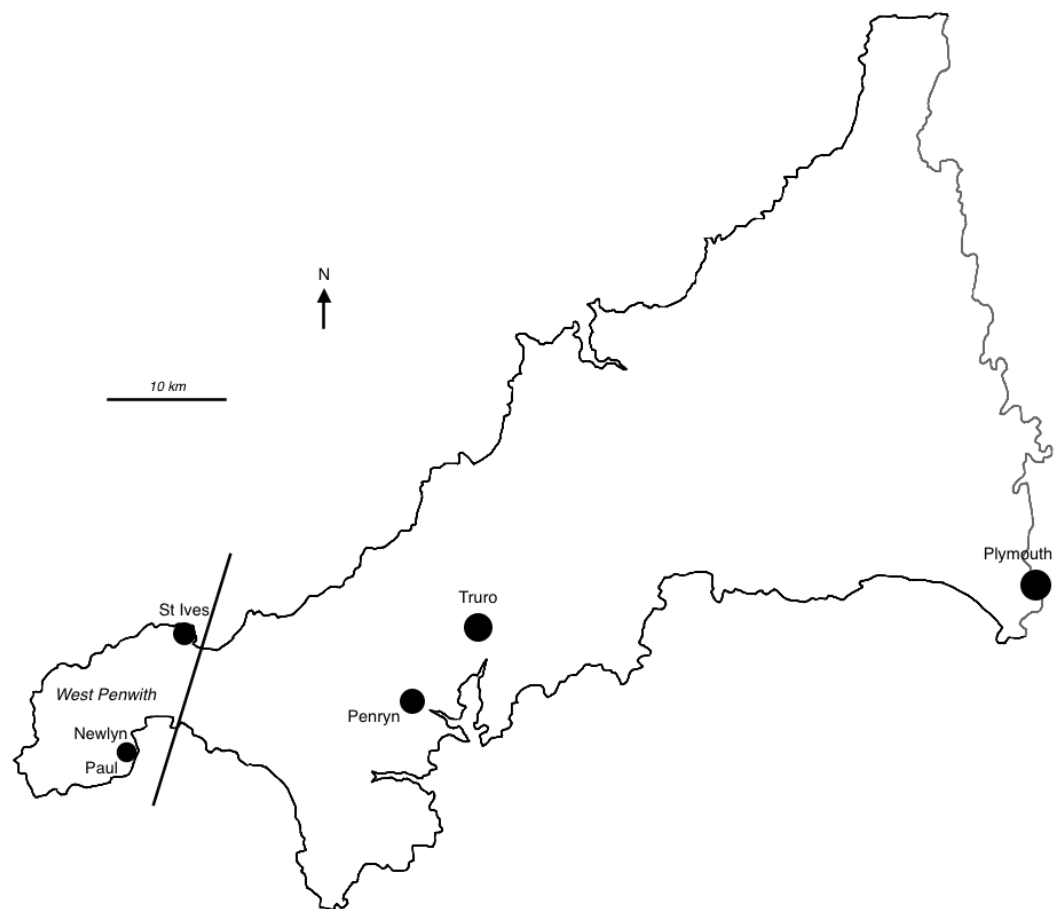 N
10 km
Plymouth
Truro
St Ives
West Penwith
Penryn
Newlyn
Paul